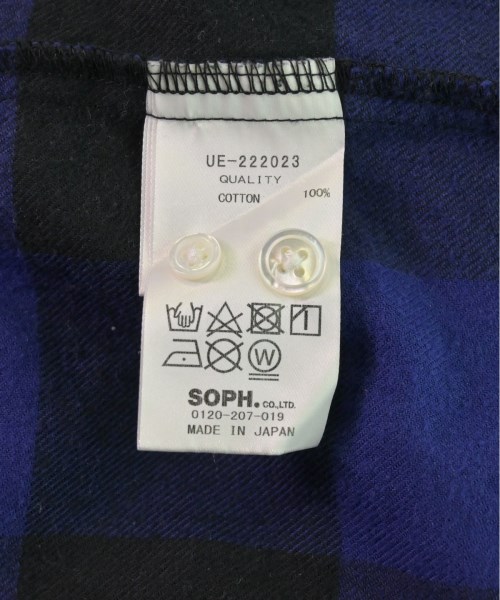 UE-222023
QUALITY
COTTON 100%
W
SOPH. CO.,LTD.
0120-207-019
MADE IN JAPAN